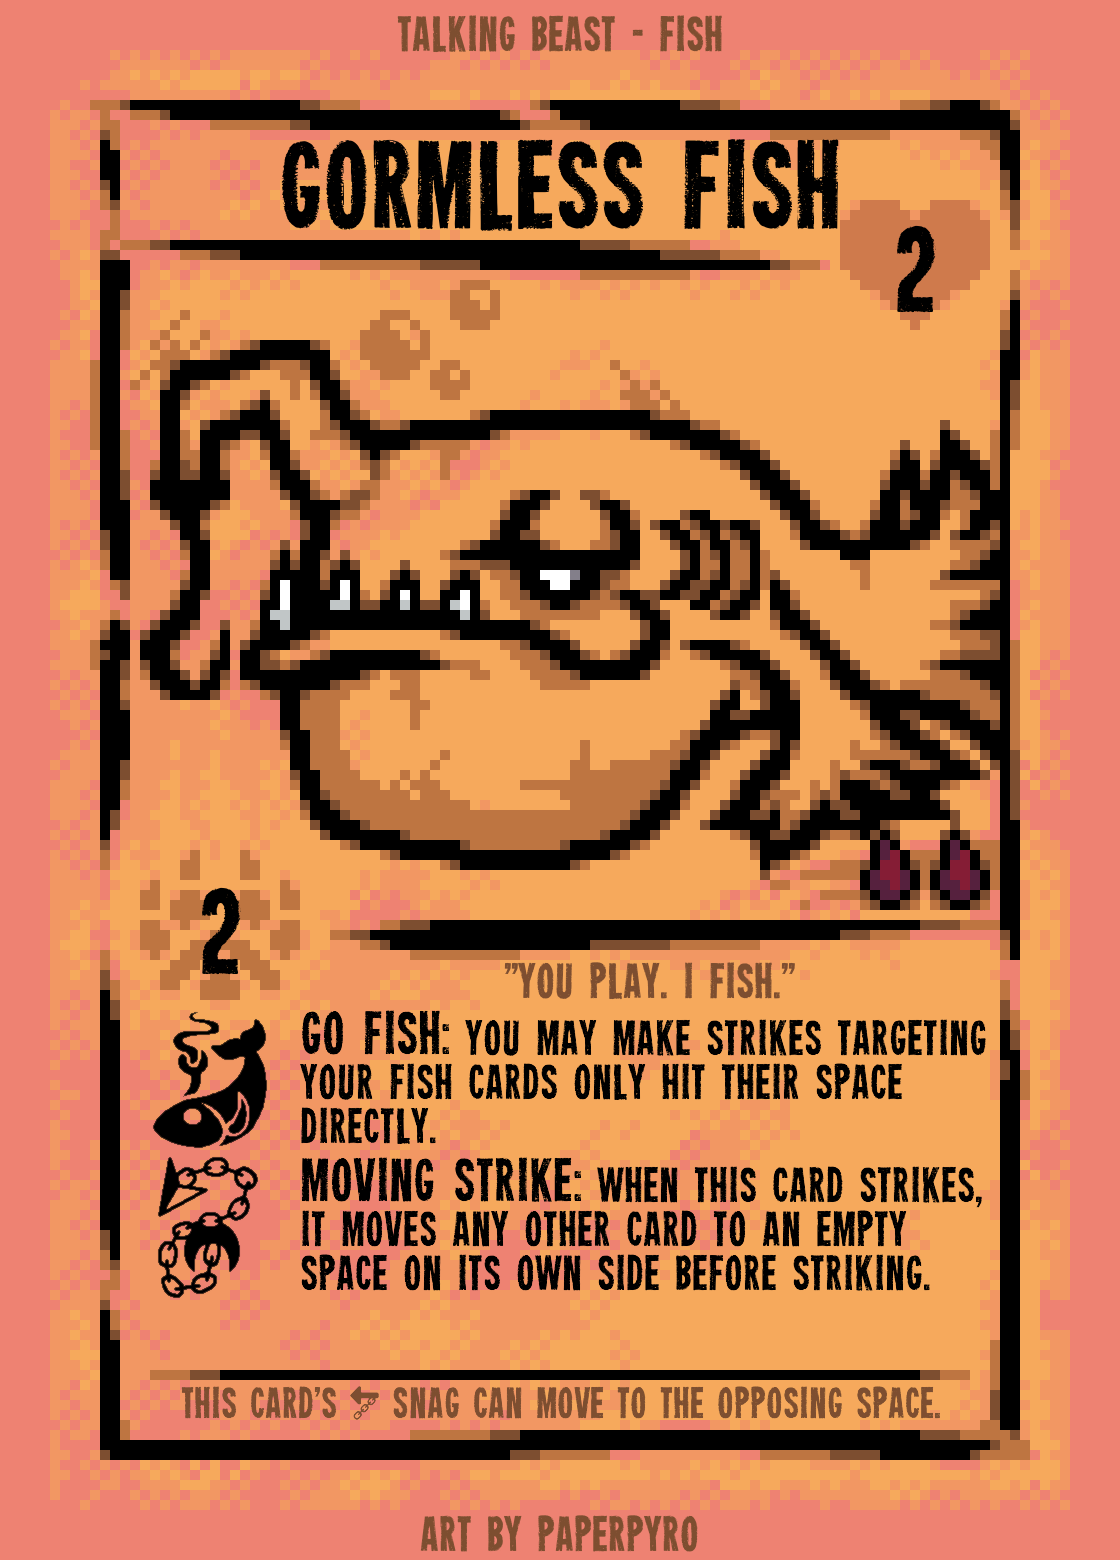 TALKING BEAST - FISH
GORMLESS FISH
2
2
"YOU PLAY. I FISH."
GO FISH: YOU MAY MAKE STRIKES TARGETING
YOUR FISH CARDS ONLY HIT THEIR SPACE
DIRECTLY.
MOVING STRIKE: WHEN THIS CARD STRIKES,
IT MOVES ANY OTHER CARD TO AN EMPTY
SPACE ON ITS OWN SIDE BEFORE STRIKING.
THIS CARD'S SNAG CAN MOVE TO THE OPPOSING SPACE.
ART BY PAPERPYRO